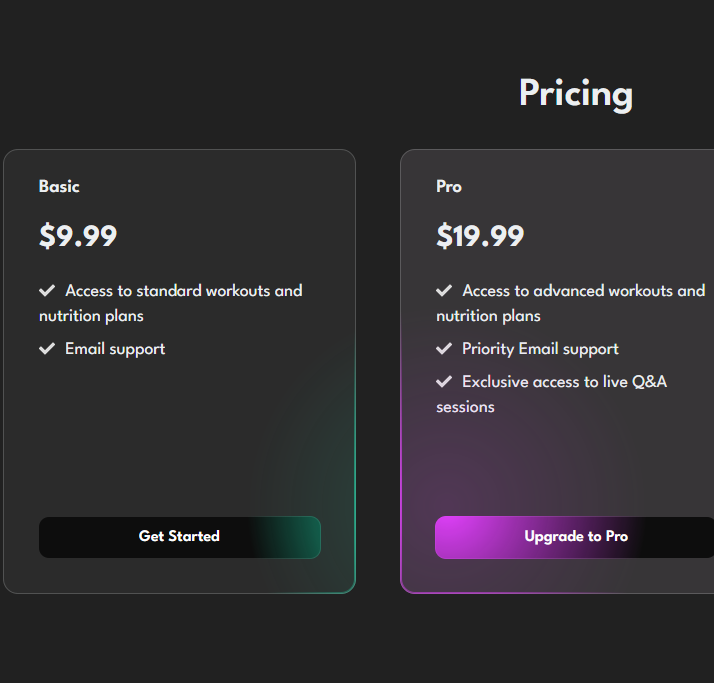 Pricing
Basic
$9.99
Access to standard workouts and
nutrition plans
Email support
Get Started
Pro
$19.99
Access to advanced workouts and
nutrition plans
Priority Email support
Exclusive access to live Q&A
sessions
Upgrade to Pro